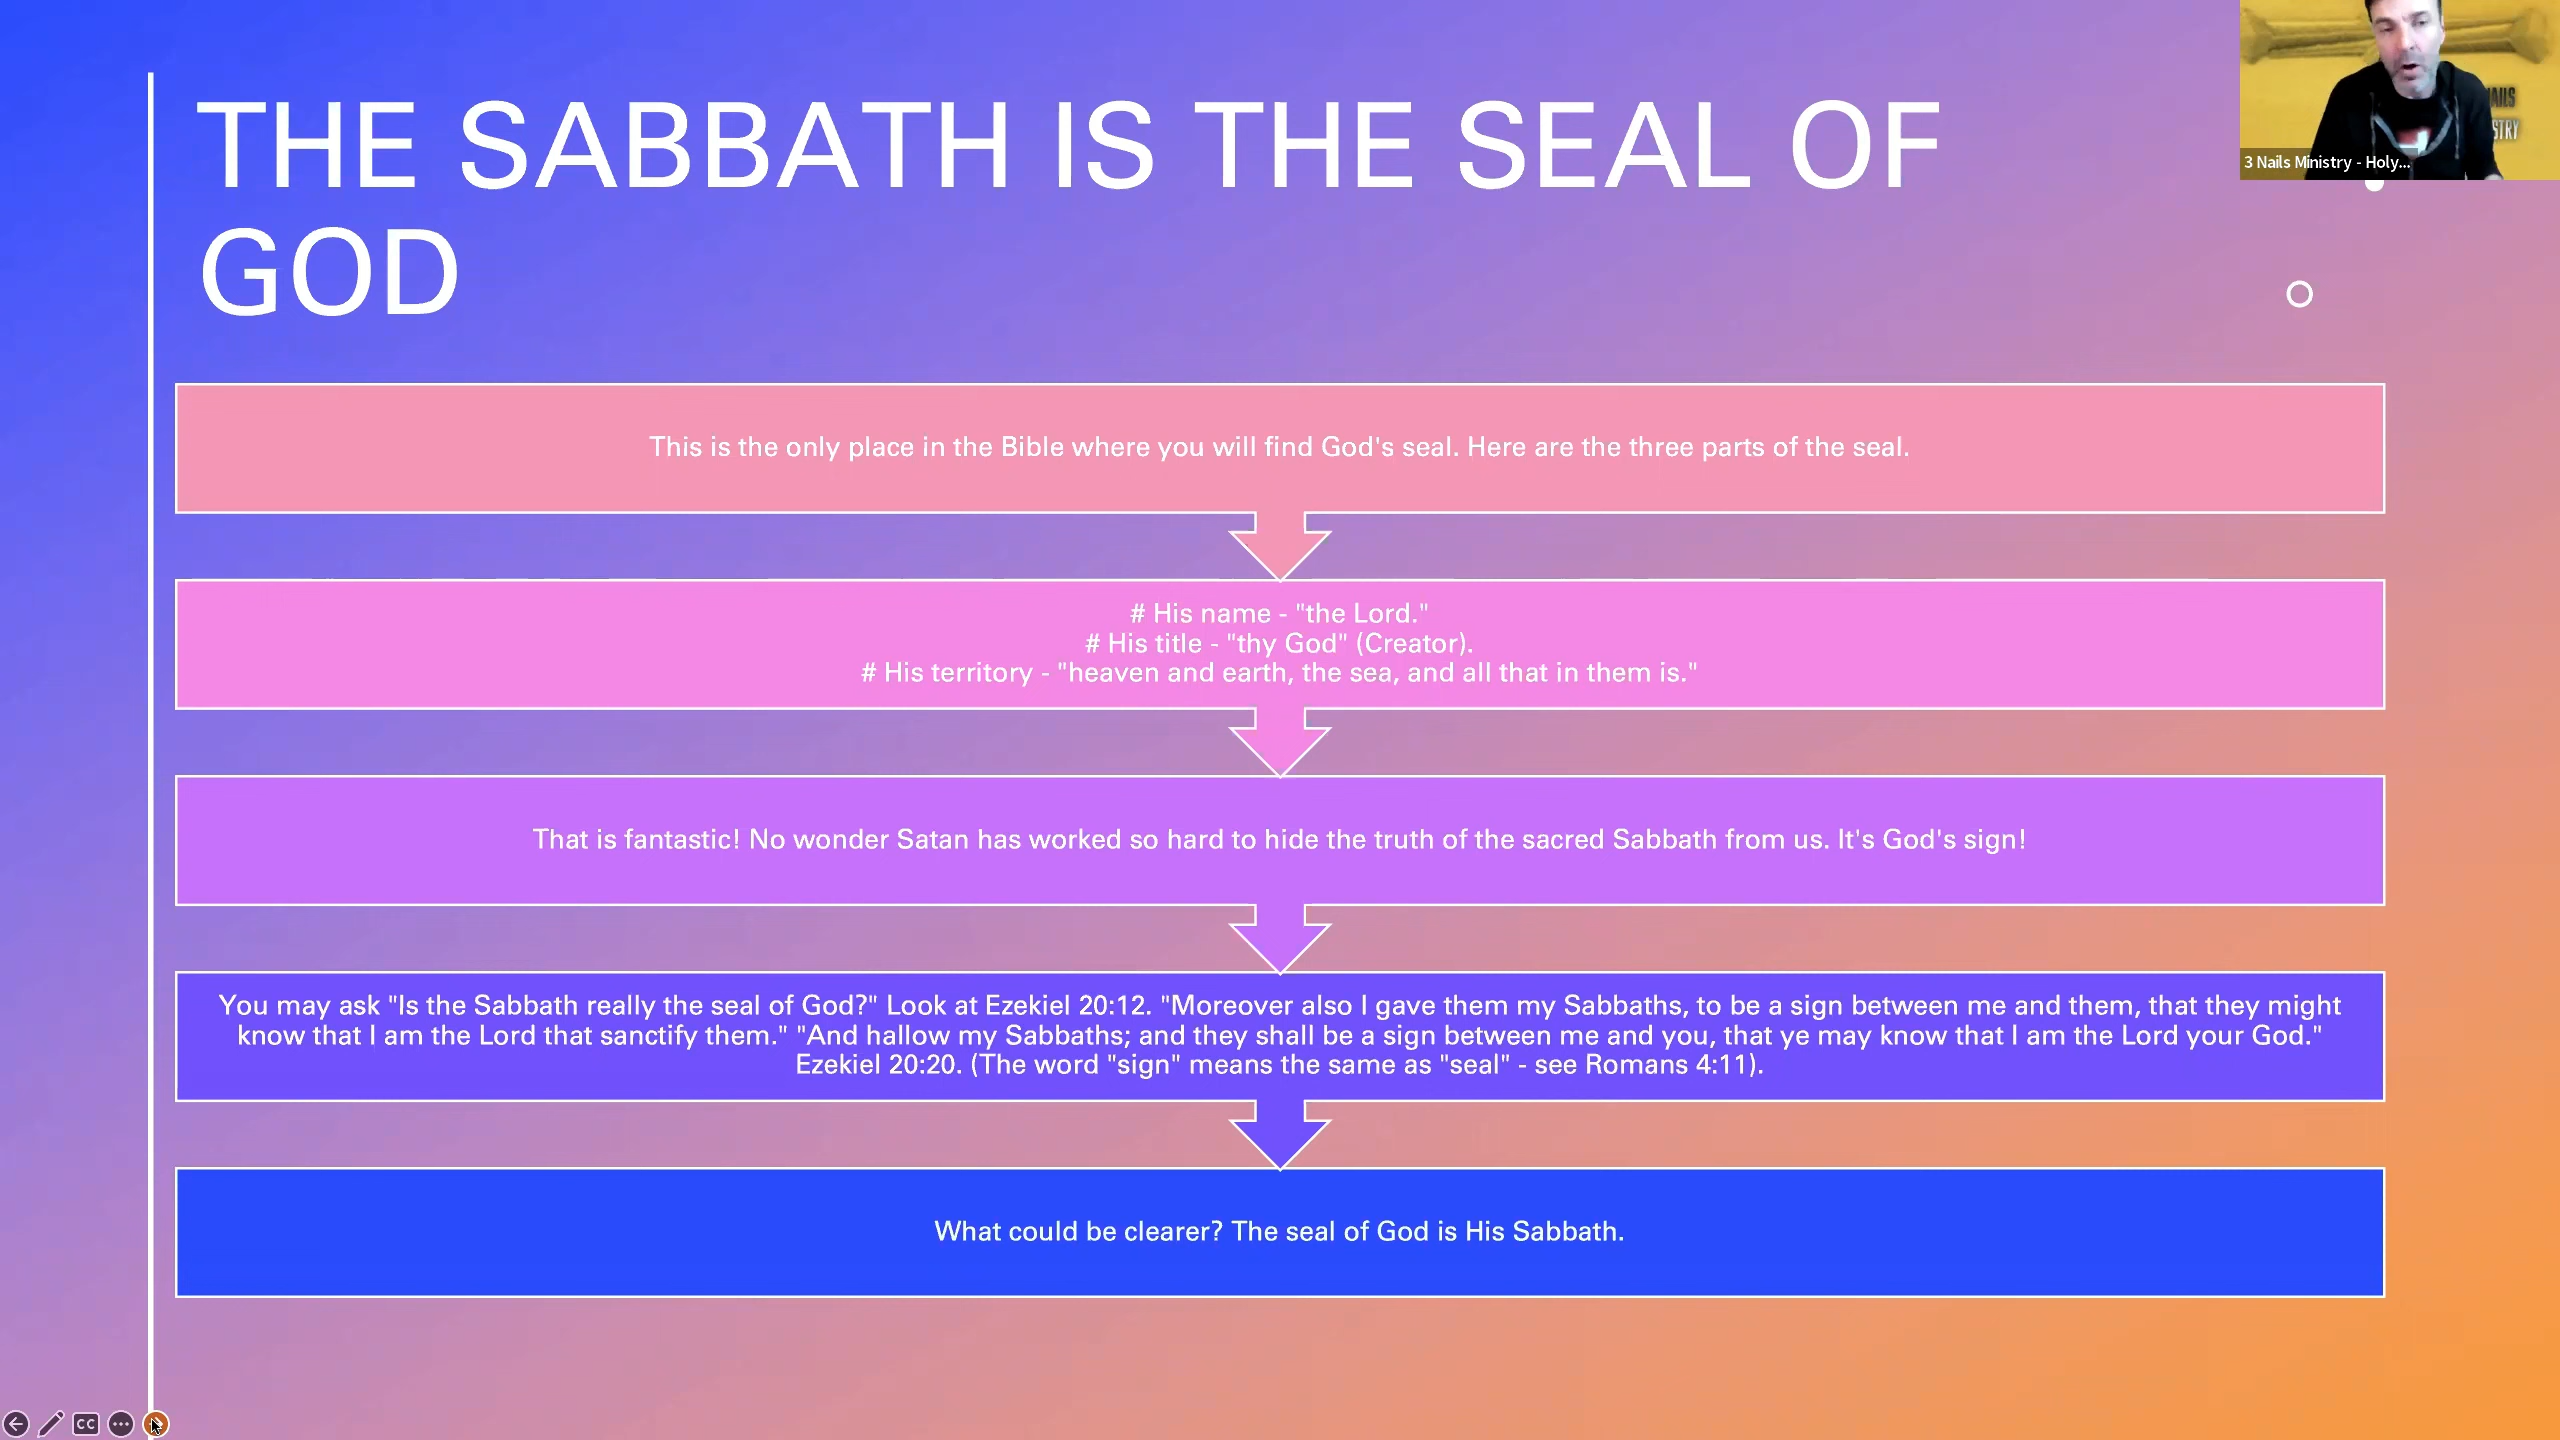 THE SABBATH IS THE SEAL OF
GOD
3 Nails Ministry - Holy...
This is the only place in the Bible where you will find God's seal. Here are the three parts of the seal.
# His name - "the Lord."
# His title - "thy God" (Creator).
# His territory - "heaven and earth, the sea, and all that in them is."
That is fantastic! No wonder Satan has worked so hard to hide the truth of the sacred Sabbath from us. It's God's sign!
You may ask "Is the Sabbath really the seal of God?" Look at Ezekiel 20:12. "Moreover also I gave them my Sabbaths, to be a sign between me and them, that they might
know that I am the Lord that sanctify them." "And hallow my Sabbaths; and they shall be a sign between me and you, that ye may know that I am the Lord your God."
Ezekiel 20:20. (The word "sign" means the same as "seal" - see Romans 4:11).
What could be clearer? The seal of God is His Sabbath.
CC